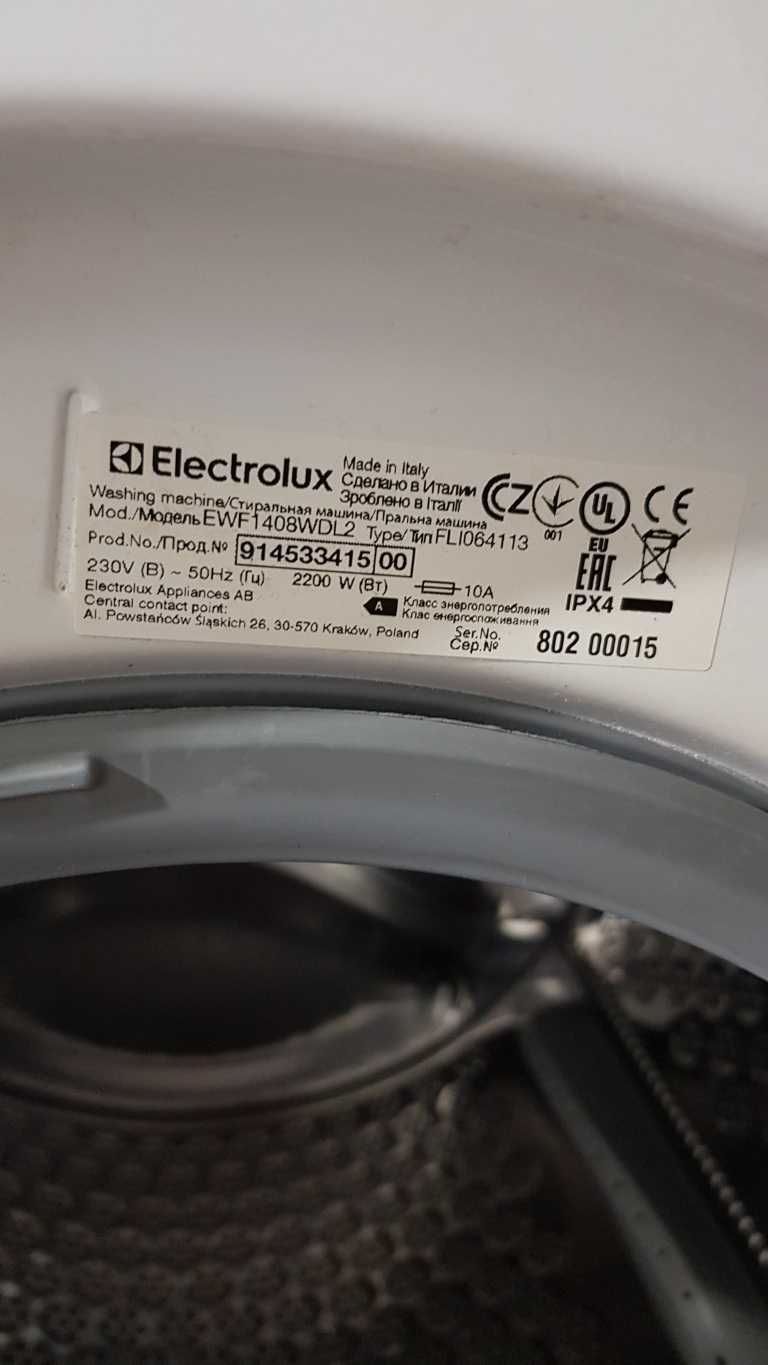 Electrolux
Made in Italy
Сделано в Италии
Зроблено в Італії
Washing machine/Стиральная машина/Пральна машина
Mod./Модель EWF1408WDL2 Type/Тип FLI064113
Prod.No./Прод.№ 914533415 00
230V (В) ~ 50Hz (Гц) 2200 W (Вт) 10A
Electrolux Appliances AB
Central contact point:
Al. Powstańców Śląskich 26, 30-570 Kraków, Poland
A Класс энергопотребления
Клас енергоспоживання
Ser.No.
Сер.№ 802 00015
CZ
001
UL
EU
CE
EAC
IPX4